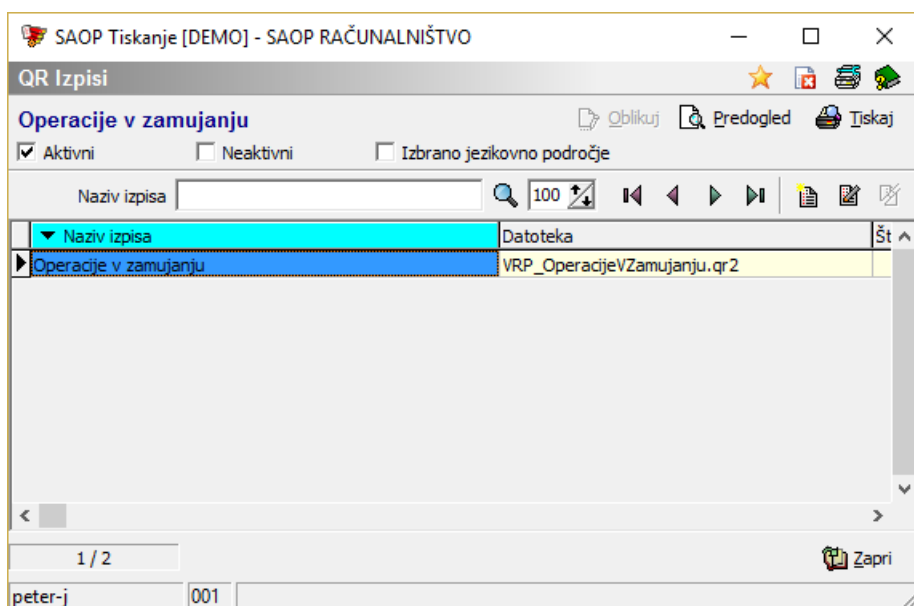 SAOP Tiskanje [DEMO] - SAOP RAČUNALNIŠTVO
QR Izpisi
Operacije v zamujanju Oblikuj Predogled Tiskaj
Aktivni Neaktivni Izbrano jezikovno področje
Naziv izpisa 100
Naziv izpisa Datoteka Št
Operacije v zamujanju VRP_OperacijeVZamujanju.qr2
1 / 2 Zapri
peter-j 001